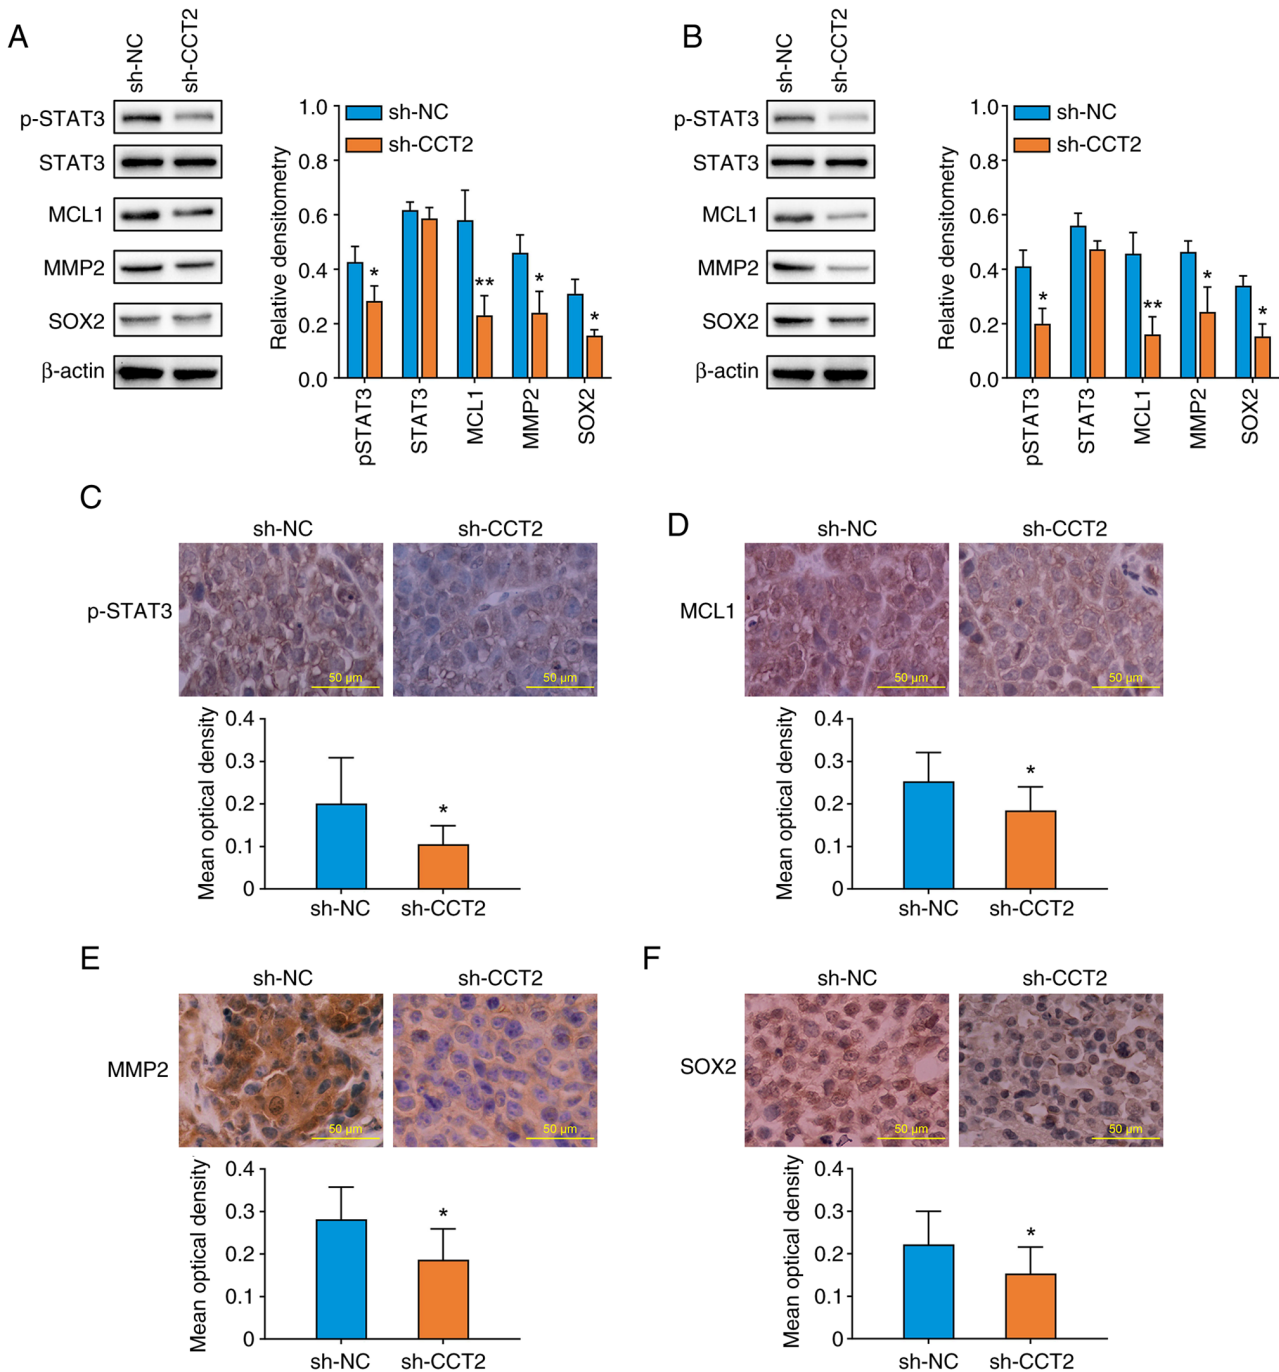 A
sh-NC
sh-CCT2
p-STAT3
STAT3
MCL1
MMP2
SOX2
β-actin
Relative densitometry
1.0
0.8
0.6
0.4
0.2
0.0
sh-NC
sh-CCT2
*
**
*
*
pSTAT3
STAT3
MCL1
MMP2
SOX2
B
sh-NC
sh-CCT2
p-STAT3
STAT3
MCL1
MMP2
SOX2
β-actin
Relative densitometry
1.0
0.8
0.6
0.4
0.2
0.0
sh-NC
sh-CCT2
*
**
*
*
pSTAT3
STAT3
MCL1
MMP2
SOX2
C
sh-NC
sh-CCT2
p-STAT3
50 µm
50 µm
Mean optical density
0.4
0.3
0.2
0.1
0
*
sh-NC
sh-CCT2
D
sh-NC
sh-CCT2
MCL1
50 µm
50 µm
Mean optical density
0.4
0.3
0.2
0.1
0
*
sh-NC
sh-CCT2
E
sh-NC
sh-CCT2
MMP2
50 µm
50 µm
Mean optical density
0.4
0.3
0.2
0.1
0
*
sh-NC
sh-CCT2
F
sh-NC
sh-CCT2
SOX2
50 µm
50 µm
Mean optical density
0.4
0.3
0.2
0.1
0
*
sh-NC
sh-CCT2